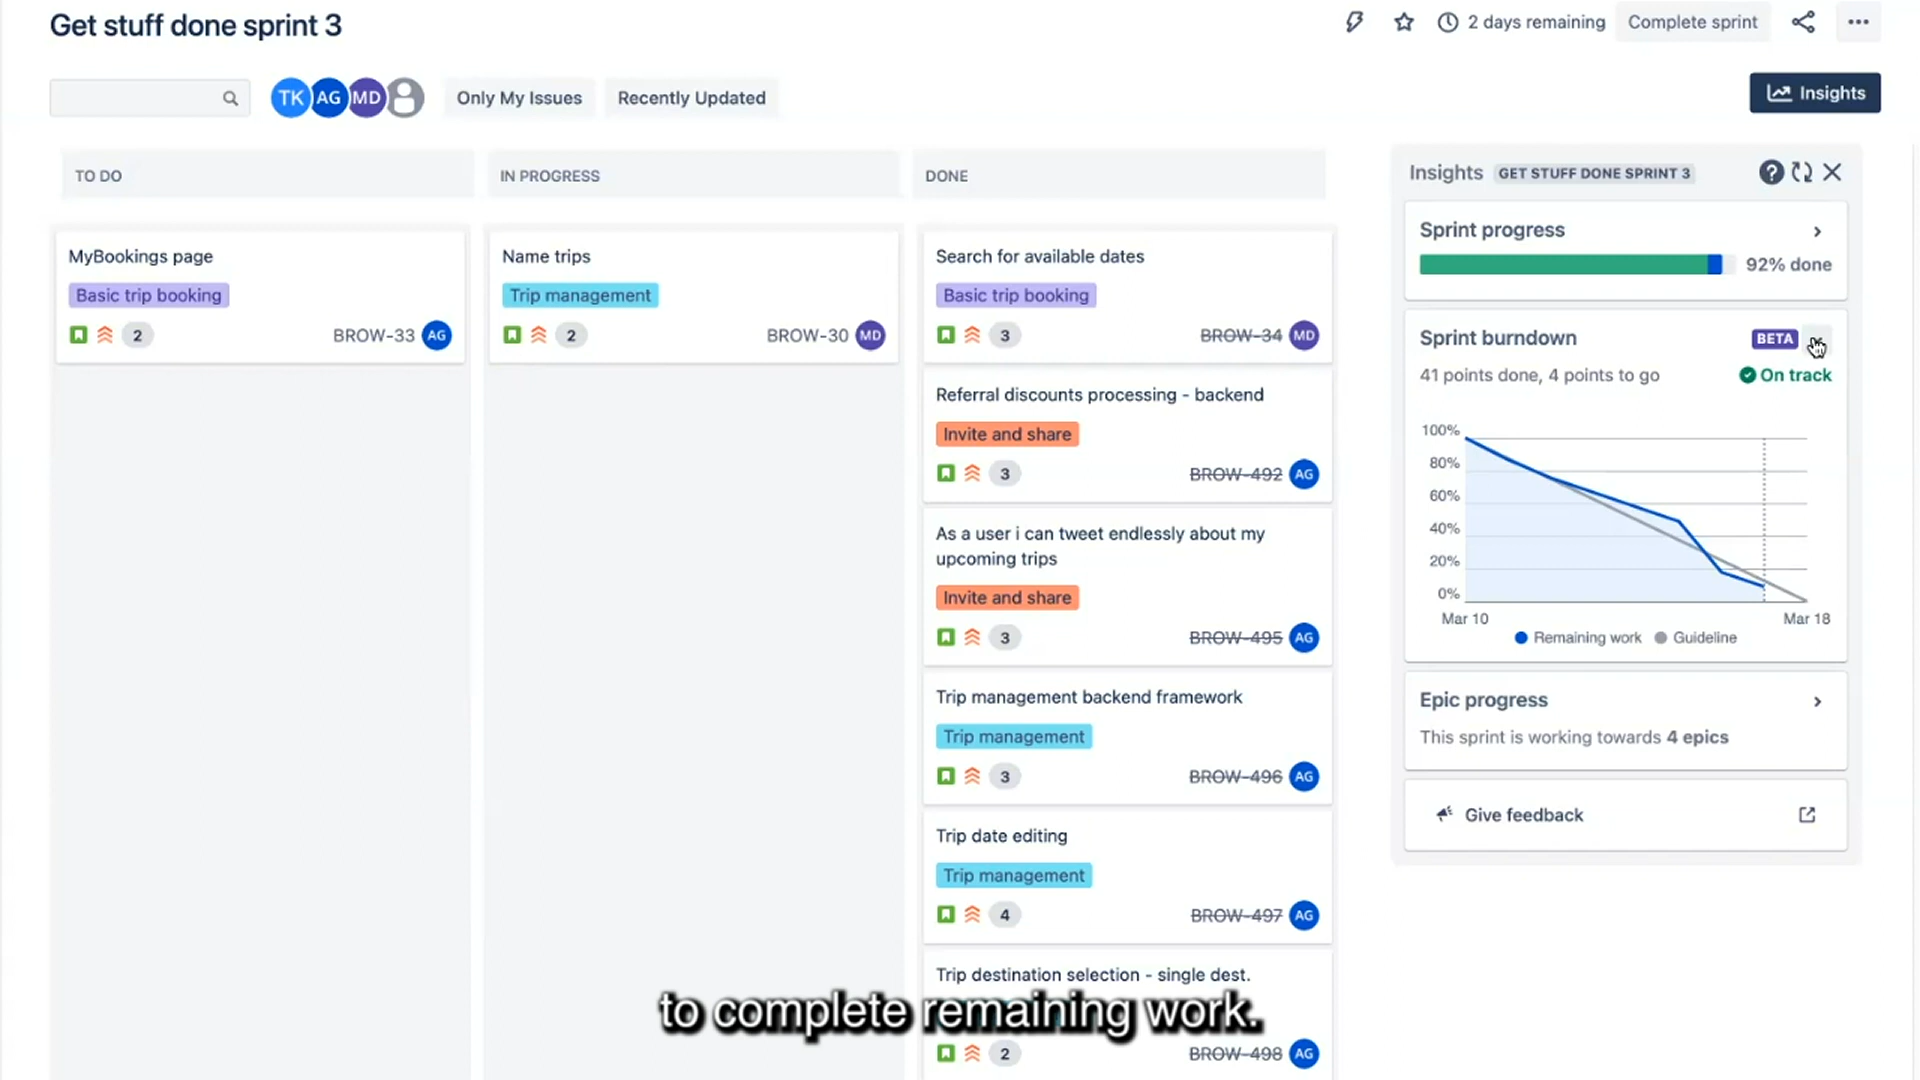 Get stuff done sprint 3
2 days remaining
Complete sprint
TK AG MD
Only My Issues
Recently Updated
Insights
TO DO
MyBookings page
Basic trip booking
2
BROW-33
AG
IN PROGRESS
Name trips
Trip management
2
BROW-30
MD
DONE
Search for available dates
Basic trip booking
3
BROW-34
MD
Referral discounts processing - backend
Invite and share
3
BROW-492
AG
As a user i can tweet endlessly about my
upcoming trips
Invite and share
3
BROW-495
AG
Trip management backend framework
Trip management
3
BROW-496
AG
Trip date editing
Trip management
4
BROW-497
AG
Trip destination selection - single dest.
2
BROW-498
AG
Insights GET STUFF DONE SPRINT 3
Sprint progress
92% done
Sprint burndown
BETA
41 points done, 4 points to go
On track
100%
80%
60%
40%
20%
0%
Mar 10
Mar 18
Remaining work
Guideline
Epic progress
This sprint is working towards 4 epics
Give feedback
to complete remaining work.